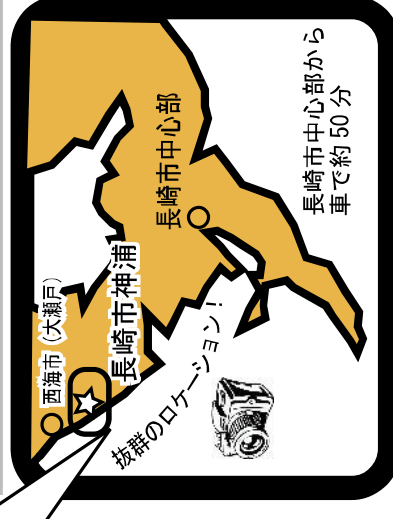 西海市（大瀬戸）
長崎市神浦
長崎市中心部
抜群のロケーション！
長崎市中心部から
車で約 50 分